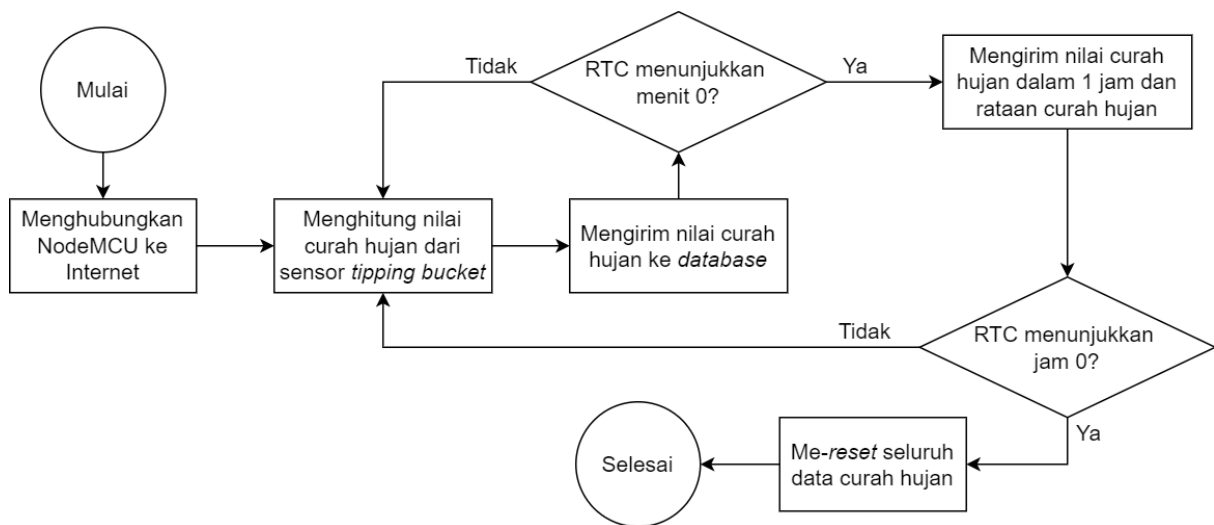 Mulai
Menghubungkan
NodeMCU ke
Internet
Menghitung nilai
curah hujan dari
sensor tipping bucket
Mengirim nilai curah
hujan ke database
RTC menunjukkan
menit 0?
Tidak
Ya
Mengirim nilai curah
hujan dalam 1 jam dan
rataan curah hujan
RTC menunjukkan
jam 0?
Tidak
Ya
Me-reset seluruh
data curah hujan
Selesai